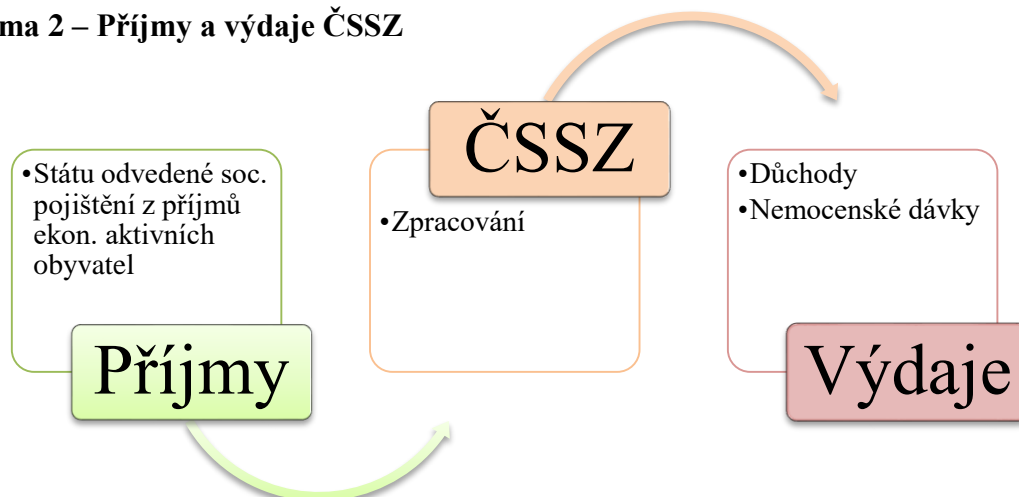 ma 2 – Příjmy a výdaje ČSSZ
•Státu odvedené soc.
pojištění z příjmů
ekon. aktivních
obyvatel
Příjmy
ČSSZ
•Zpracování
•Důchody
•Nemocenské dávky
Výdaje